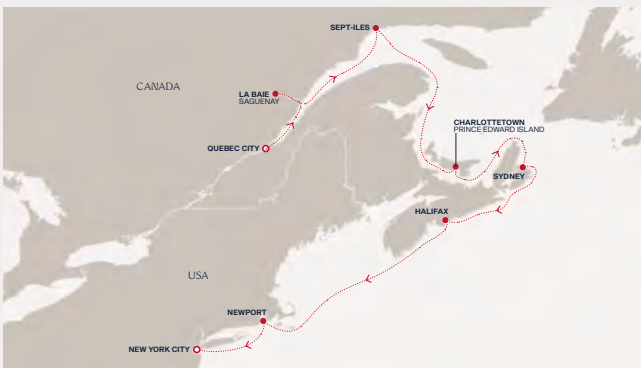 SEPT-ILES
CANADA
LA BAIE
SAGUENAY
CHARLOTTETOWN
PRINCE EDWARD ISLAND
QUEBEC CITY
SYDNEY
HALIFAX
USA
NEWPORT
NEW YORK CITY